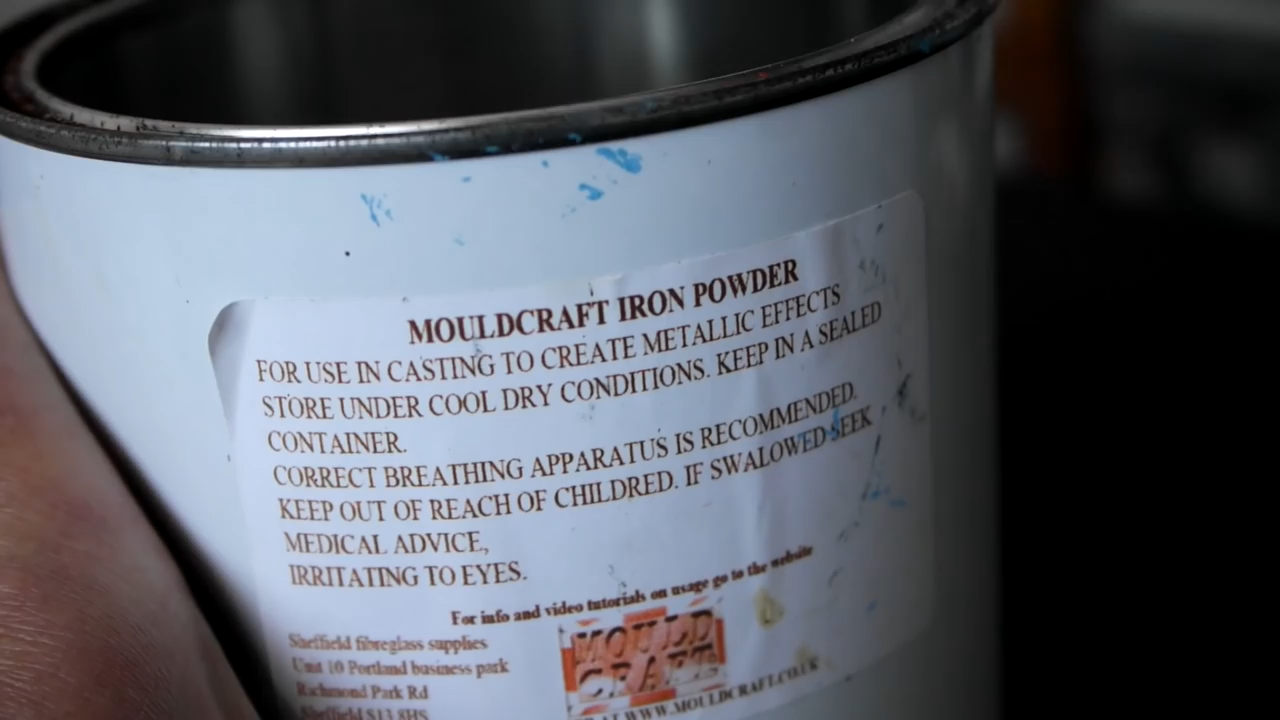 MOULDCRAFT IRON POWDER
FOR USE IN CASTING TO CREATE METALLIC EFFECTS
STORE UNDER COOL DRY CONDITIONS. KEEP IN A SEALED
CONTAINER.
CORRECT BREATHING APPARATUS IS RECOMMENDED.
KEEP OUT OF REACH OF CHILDRED. IF SWALOWED SEEK
MEDICAL ADVICE,
IRRITATING TO EYES.
For info and video tutorials on usage go to the website
Sheffield fibreglass supplies
Unit 10 Portland business park
Richmond Park Rd
Sheffield S13 8HS
MOULD
CRAFT
AT WWW.MOULDCRAFT.CO.UK